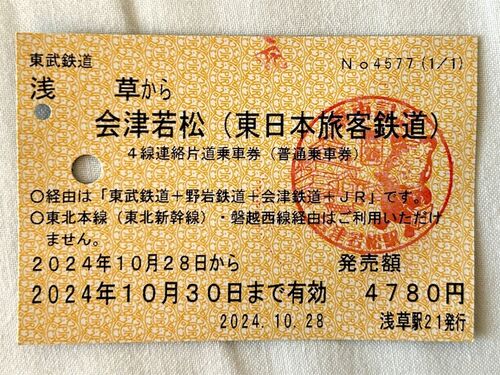 東武鉄道
No4577(1/1)
浅 草から
会津若松（東日本旅客鉄道）
4線連絡片道乗車券（普通乗車券）
○経由は「東武鉄道＋野岩鉄道＋会津鉄道＋JR」です。
○東北本線（東北新幹線）・磐越西線経由はご利用いただけ
ません。
2024年10月28日から 発売額
2024年10月30日まで有効 4780円
2024.10.28 浅草駅21発行